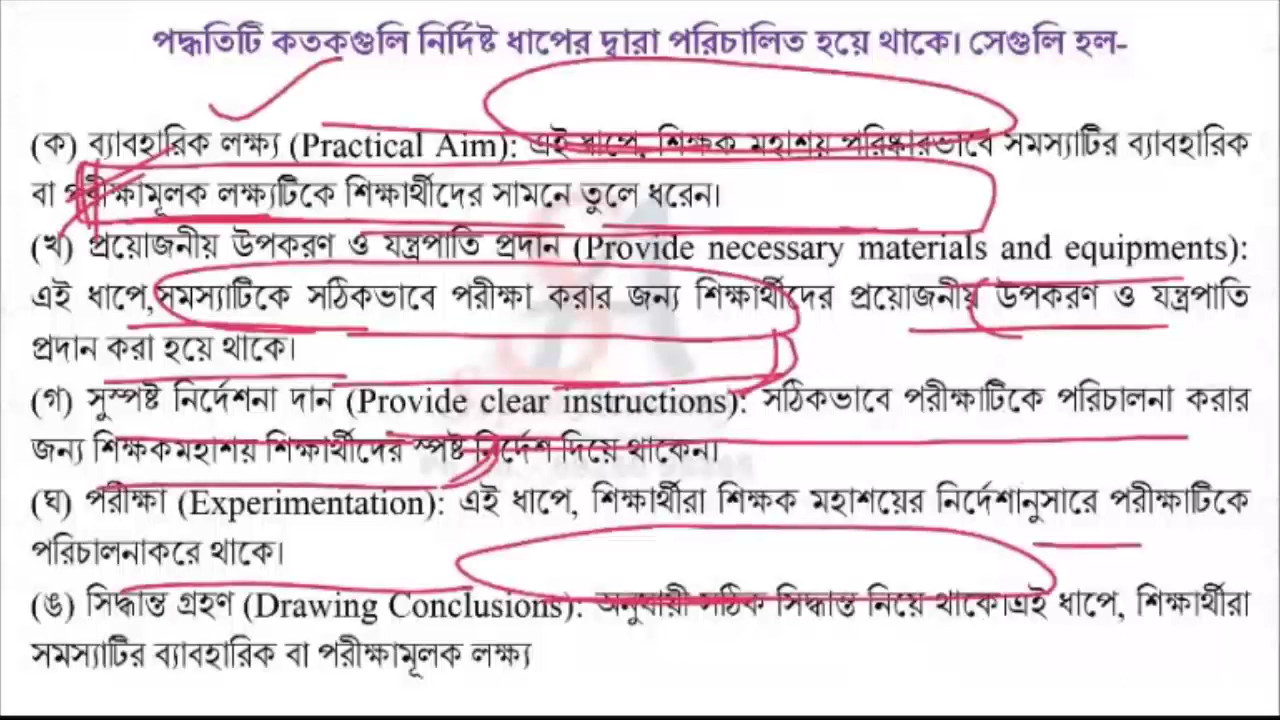 পদ্ধতিটি কতকগুলি নির্দিষ্ট ধাপের দ্বারা পরিচালিত হয়ে থাকে। সেগুলি হল-
(ক) ব্যাবহারিক লক্ষ্য (Practical Aim): এই ধাপে, শিক্ষক মহাশয় পরিষ্কারভাবে সমস্যাটির ব্যাবহারিক
বা পরীক্ষামূলক লক্ষ্যটিকে শিক্ষার্থীদের সামনে তুলে ধরেন।
(খ) প্রয়োজনীয় উপকরণ ও যন্ত্রপাতি প্রদান (Provide necessary materials and equipments):
এই ধাপে,সমস্যাটিকে সঠিকভাবে পরীক্ষা করার জন্য শিক্ষার্থীদের প্রয়োজনীয় উপকরণ ও যন্ত্রপাতি
প্রদান করা হয়ে থাকে।
(গ) সুস্পষ্ট নির্দেশনা দান (Provide clear instructions): সঠিকভাবে পরীক্ষাটিকে পরিচালনা করার
জন্য শিক্ষকমহাশয় শিক্ষার্থীদের স্পষ্ট নির্দেশ দিয়ে থাকেন।
(ঘ) পরীক্ষা (Experimentation): এই ধাপে, শিক্ষার্থীরা শিক্ষক মহাশয়ের নির্দেশানুসারে পরীক্ষাটিকে
পরিচালনাকরে থাকে।
(ঙ) সিদ্ধান্ত গ্রহণ (Drawing Conclusions): অনুযায়ী সঠিক সিদ্ধান্ত নিয়ে থাকে।এই ধাপে, শিক্ষার্থীরা
সমস্যাটির ব্যাবহারিক বা পরীক্ষামূলক লক্ষ্য